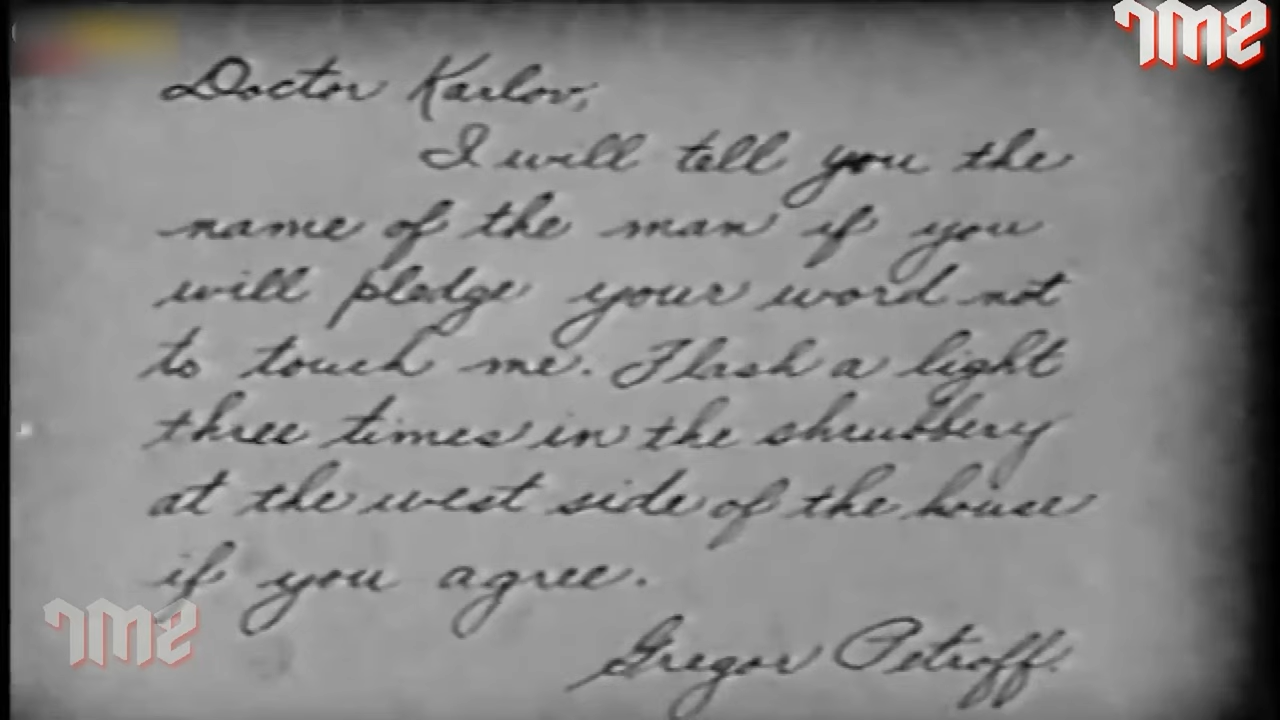 Doctor Karlov,
I will tell you the
name of the man if you
will pledge your word not
to touch me. Flash a light
three times in the shrubbery
at the west side of the house
if you agree.
Gregor Petroff.